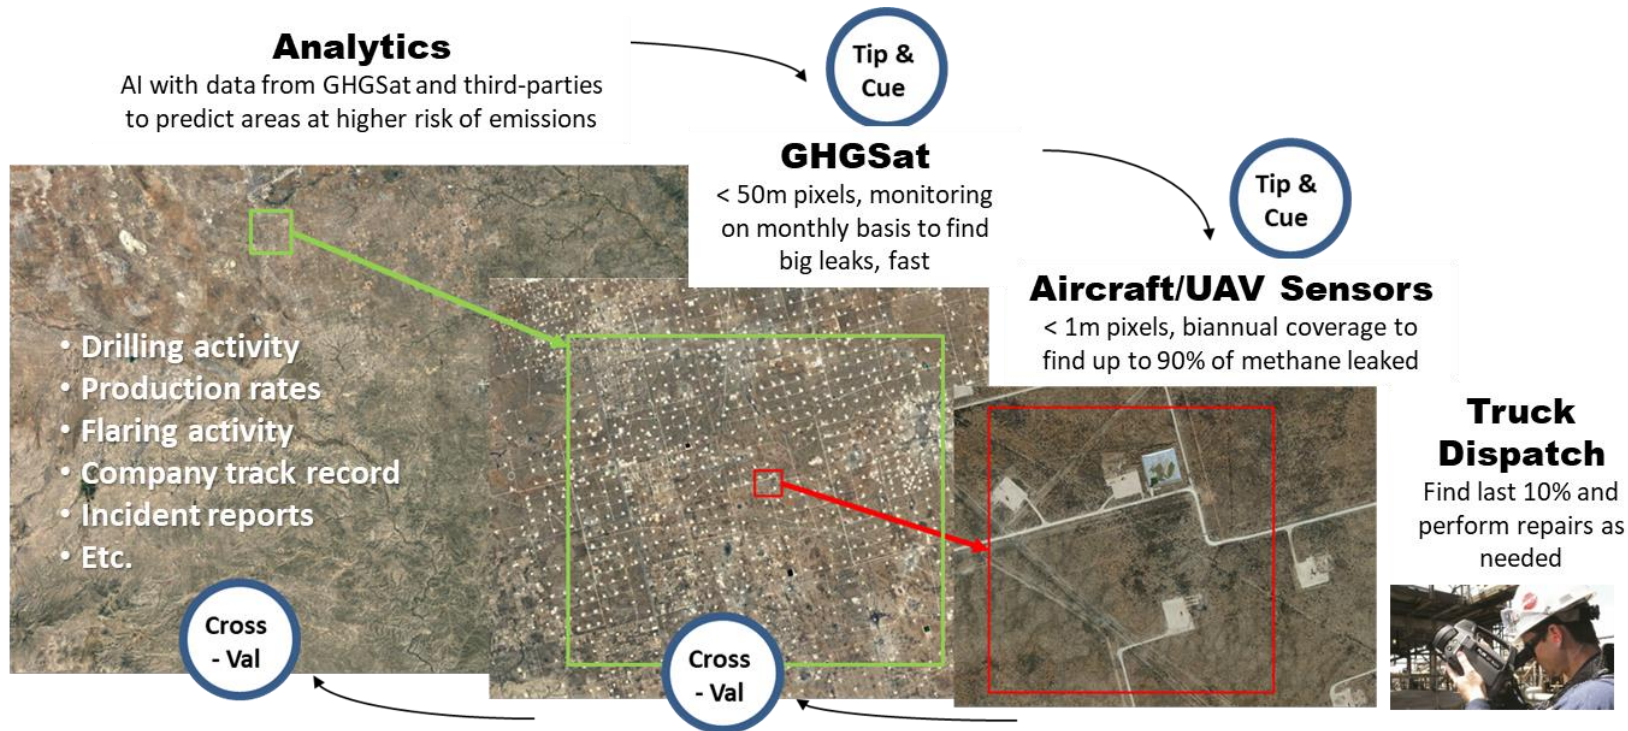 Analytics
AI with data from GHGSat and third-parties
to predict areas at higher risk of emissions
Tip &
Cue
GHGSat
< 50m pixels, monitoring
on monthly basis to find
big leaks, fast
Tip &
Cue
Aircraft/UAV Sensors
< 1m pixels, biannual coverage to
find up to 90% of methane leaked
Truck
Dispatch
Find last 10% and
perform repairs as
needed
• Drilling activity
• Production rates
• Flaring activity
• Company track record
• Incident reports
• Etc.
Cross
- Val
Cross
- Val